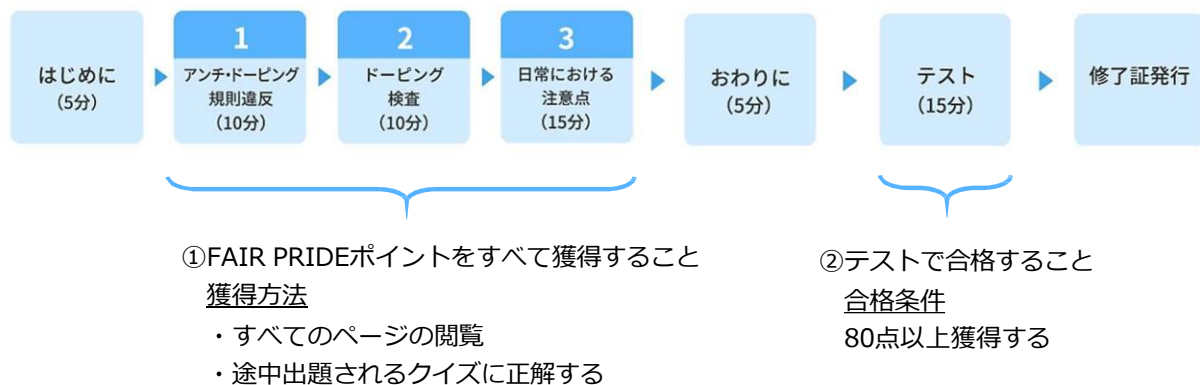 はじめに
(5分)
1
アンチ・ドーピング
規則違反
(10分)
2
ドーピング
検査
(10分)
3
日常における
注意点
(15分)
おわりに
(5分)
テスト
(15分)
修了証発行
①FAIR PRIDEポイントをすべて獲得すること
獲得方法
・すべてのページの閲覧
・途中出題されるクイズに正解する
②テストで合格すること
合格条件
80点以上獲得する